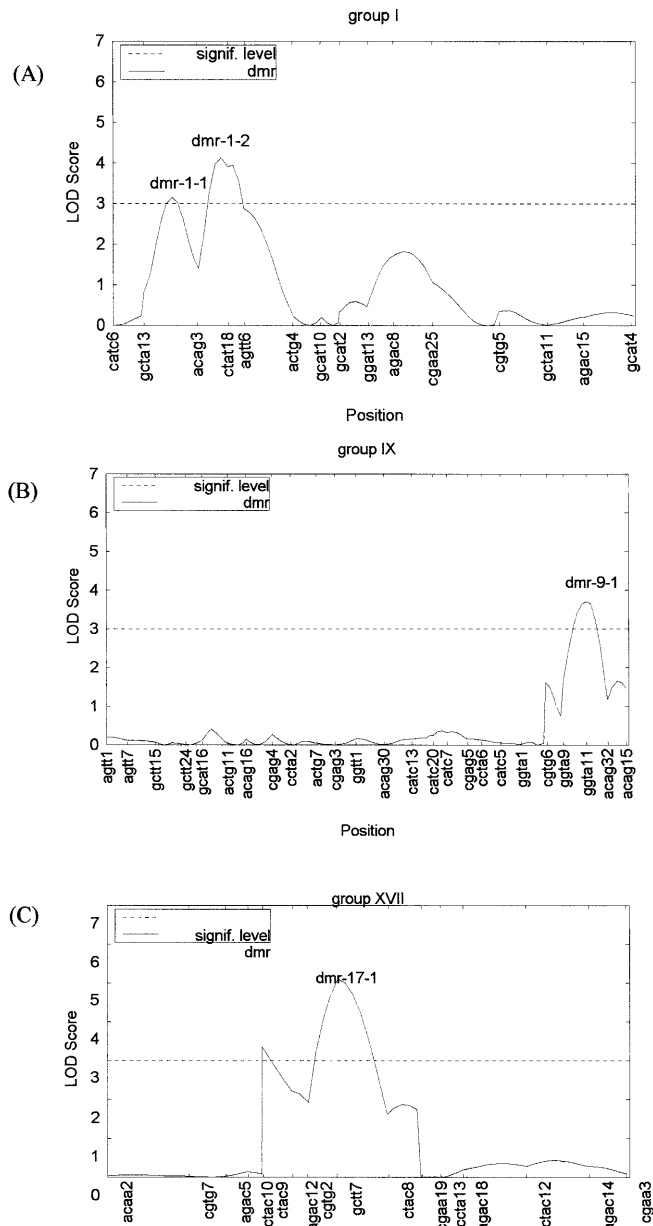 group I
(A)
7
6
5
4
3
2
1
0
LOD Score
signif. level
dmr
dmr-1-1
dmr-1-2
catc6
gcta13
acag3
ctat18
agtt6
actg4
gcat10
gcat2
ggat13
agac8
cgaa25
cgtg5
gcta11
agac15
gcat4
Position
group IX
(B)
7
6
5
4
3
2
1
0
LOD Score
signif. level
dmr
dmr-9-1
agtt1
agtt7
gctt15
gctt24
gcat16
actg11
acag16
cgag4
ccta2
actg7
cgag3
ggtt1
acag30
catc13
catc20
catc7
cgag5
ccta6
catc5
ggta1
cgtg6
ggta9
ggta11
acag32
acag15
Position
group XVII
(C)
7
6
5
4
3
2
1
0
LOD Score
signif. level
dmr
dmr-17-1
acaa2
cgtg7
agac5
ctac10
ctac9
agac12
cgtg2
gctt7
ctac8
cgaa19
ccta13
agac18
ctac12
agac14
cgaa3